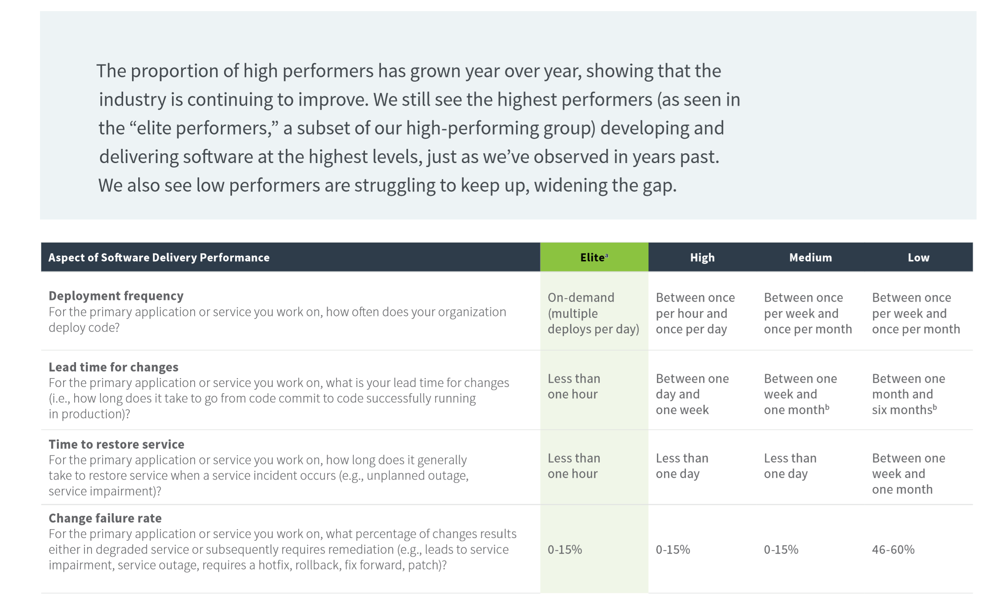 The proportion of high performers has grown year over year, showing that the
industry is continuing to improve. We still see the highest performers (as seen in
the “elite performers,” a subset of our high-performing group) developing and
delivering software at the highest levels, just as we’ve observed in years past.
We also see low performers are struggling to keep up, widening the gap.
Aspect of Software Delivery Performance Eliteᵃ High Medium Low
Deployment frequency
For the primary application or service you work on, how often does your organization
deploy code?
On-demand
(multiple
deploys per day)
Between once
per hour and
once per day
Between once
per week and
once per month
Between once
per week and
once per month
Lead time for changes
For the primary application or service you work on, what is your lead time for changes
(i.e., how long does it take to go from code commit to code successfully running
in production)?
Less than
one hour
Between one
day and
one week
Between one
week and
one monthᵇ
Between one
month and
six monthsᵇ
Time to restore service
For the primary application or service you work on, how long does it generally
take to restore service when a service incident occurs (e.g., unplanned outage,
service impairment)?
Less than
one hour
Less than
one day
Less than
one day
Between one
week and
one month
Change failure rate
For the primary application or service you work on, what percentage of changes results
either in degraded service or subsequently requires remediation (e.g., leads to service
impairment, service outage, requires a hotfix, rollback, fix forward, patch)?
0-15%
0-15%
0-15%
46-60%